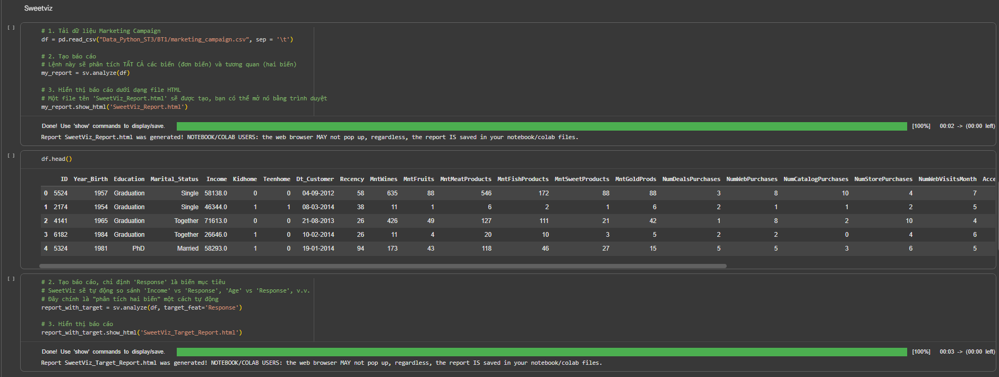 Sweetviz
[ ]
# 1. Tải dữ liệu Marketing Campaign
df = pd.read_csv("Data_Python_ST3/BT1/marketing_campaign.csv", sep = '\t')
# 2. Tạo báo cáo
# Lệnh này sẽ phân tích TẤT CẢ các biến (đơn biến) và tương quan (hai biến)
my_report = sv.analyze(df)
# 3. Hiển thị báo cáo dưới dạng file HTML
# Một file tên 'SweetViz_Report.html' sẽ được tạo, bạn có thể mở nó bằng trình duyệt
my_report.show_html('SweetViz_Report.html')
Done! Use 'show' commands to display/save. [100%] 00:02 -> (00:00 left)
Report SweetViz_Report.html was generated! NOTEBOOK/COLAB USERS: the web browser MAY not pop up, regardless, the report IS saved in your notebook/colab files.
[ ]
df.head()
ID Year_Birth Education Marital_Status Income Kidhome Teenhome Dt_Customer Recency MntWines MntFruits MntMeatProducts MntFishProducts MntSweetProducts MntGoldProds NumDealsPurchases NumWebPurchases NumCatalogPurchases NumStorePurchases NumWebVisitsMonth Acce
0 5524 1957 Graduation Single 58138.0 0 0 04-09-2012 58 635 88 546 172 88 88 3 8 10 4 7
1 2174 1954 Graduation Single 46344.0 1 1 08-03-2014 38 11 1 6 2 1 6 2 1 1 2 5
2 4141 1965 Graduation Together 71613.0 0 0 21-08-2013 26 426 49 127 111 21 42 1 8 2 10 4
3 6182 1984 Graduation Together 26646.0 1 0 10-02-2014 26 11 4 20 10 3 5 2 2 0 4 6
4 5324 1981 PhD Married 58293.0 1 0 19-01-2014 94 173 43 118 46 27 15 5 5 3 6 5
[ ]
# 2. Tạo báo cáo, chỉ định 'Response' là biến mục tiêu
# SweetViz sẽ tự động so sánh 'Income' vs 'Response', 'Age' vs 'Response', v.v.
# Đây chính là "phân tích hai biến" một cách tự động
report_with_target = sv.analyze(df, target_feat='Response')
# 3. Hiển thị báo cáo
report_with_target.show_html('SweetViz_Target_Report.html')
Done! Use 'show' commands to display/save. [100%] 00:03 -> (00:00 left)
Report SweetViz_Target_Report.html was generated! NOTEBOOK/COLAB USERS: the web browser MAY not pop up, regardless, the report IS saved in your notebook/colab files.